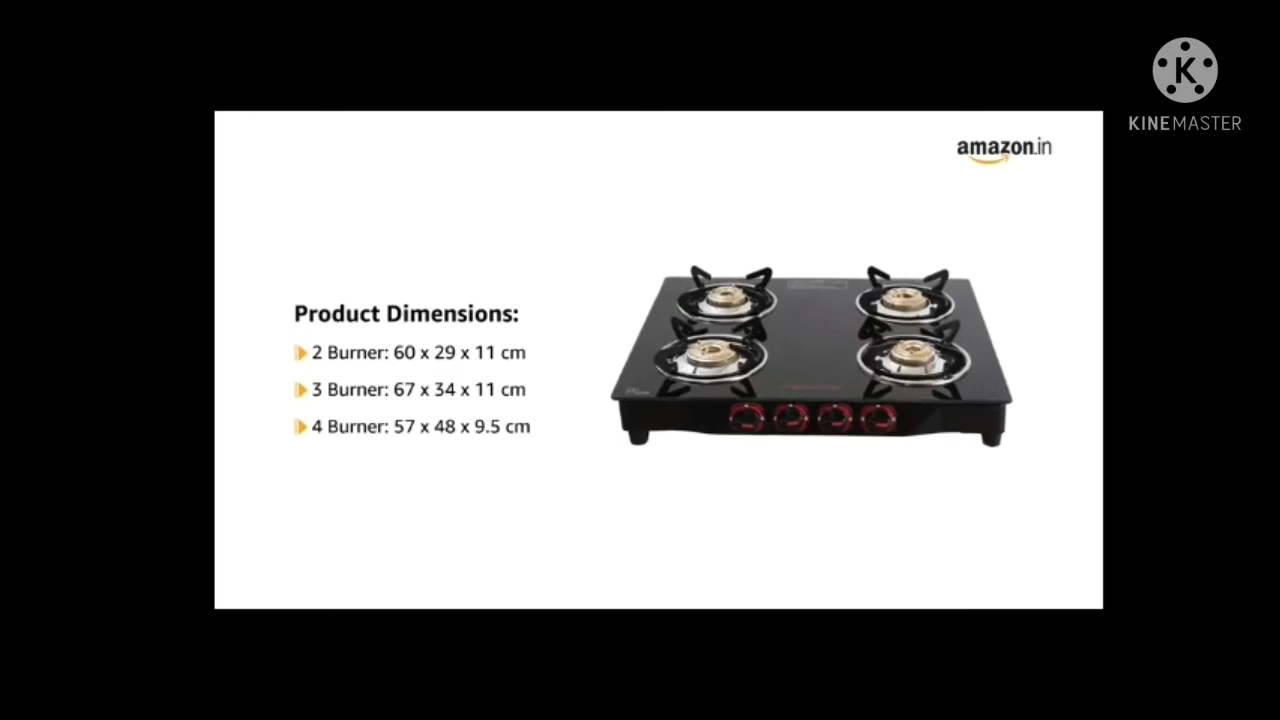 K
KINEMASTER
amazon.in
Product Dimensions:
2 Burner: 60 x 29 x 11 cm
3 Burner: 67 x 34 x 11 cm
4 Burner: 57 x 48 x 9.5 cm